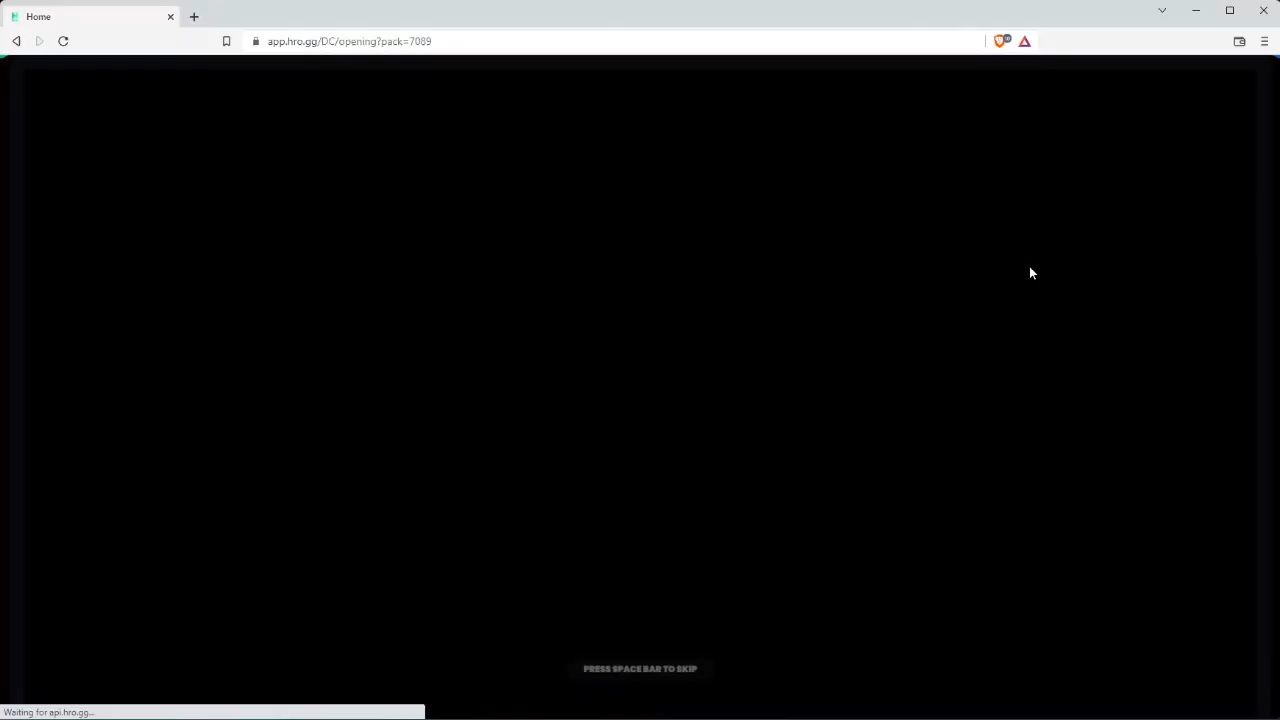 Home
app.hro.gg/DC/opening?pack=7089
PRESS SPACE BAR TO SKIP
Waiting for api.hro.gg...